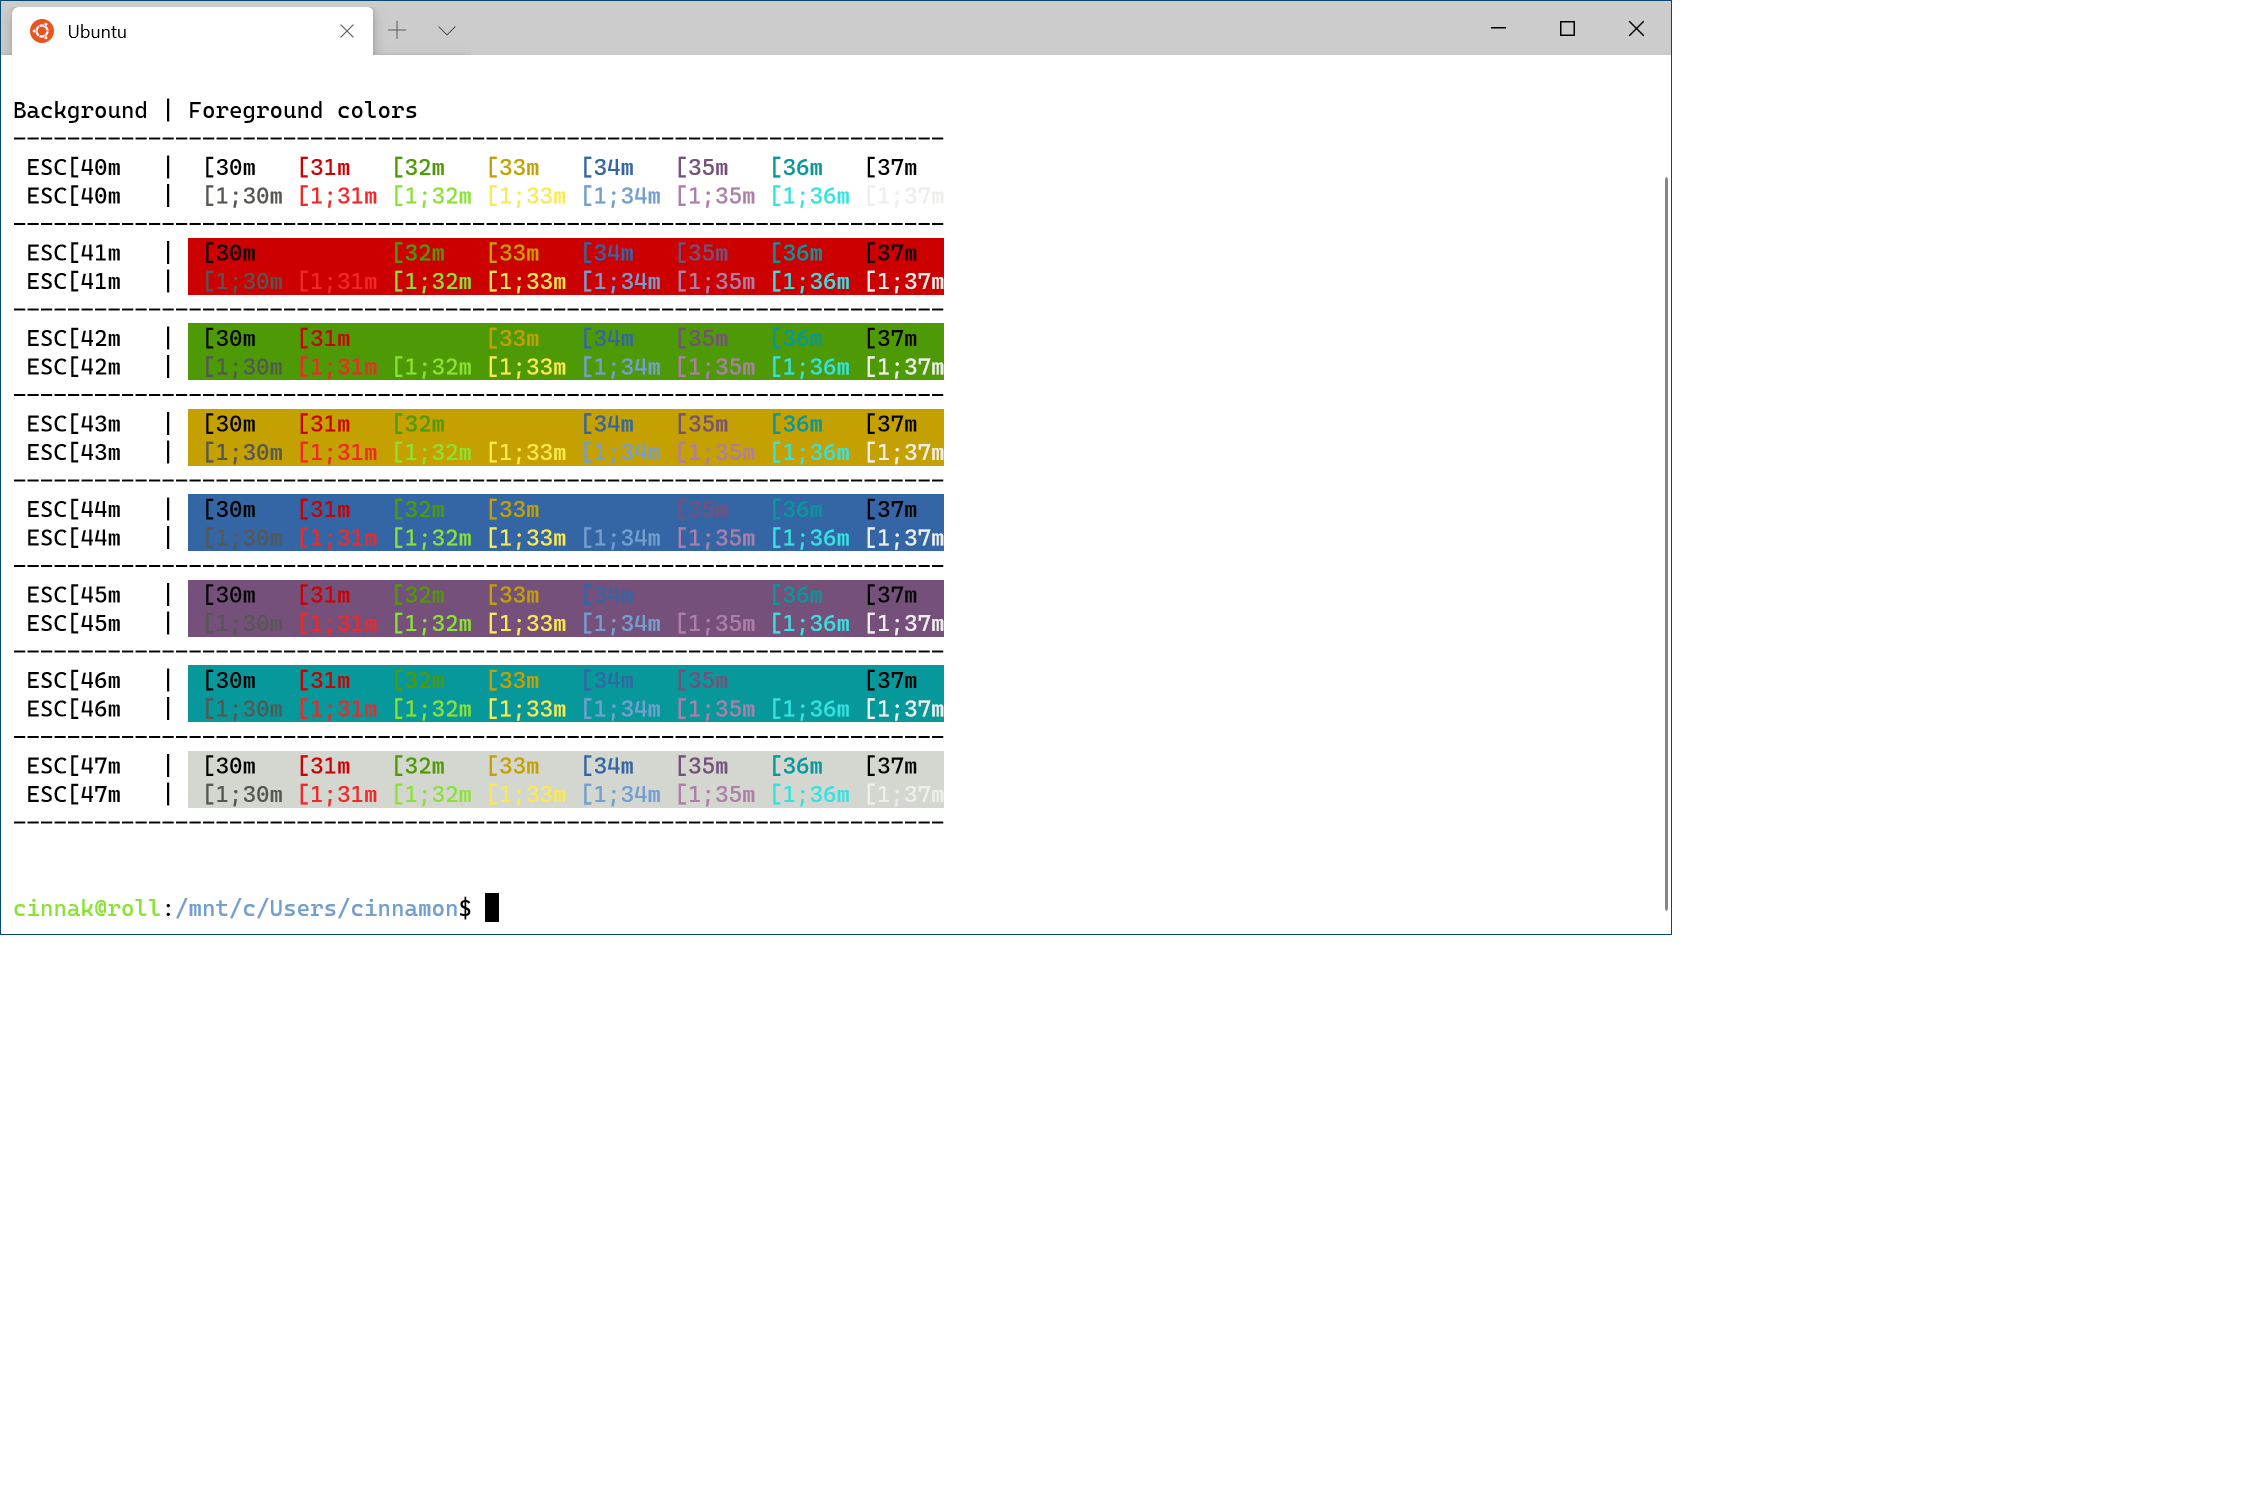 Ubuntu
Background | Foreground colors
---------------------------------------------------------------------
ESC[40m | [30m [31m [32m [33m [34m [35m [36m [37m
ESC[40m | [1;30m [1;31m [1;32m [1;33m [1;34m [1;35m [1;36m [1;37m
---------------------------------------------------------------------
ESC[41m | [30m [32m [33m [34m [35m [36m [37m
ESC[41m | [1;30m [1;31m [1;32m [1;33m [1;34m [1;35m [1;36m [1;37m
---------------------------------------------------------------------
ESC[42m | [30m [31m [33m [34m [35m [36m [37m
ESC[42m | [1;30m [1;31m [1;32m [1;33m [1;34m [1;35m [1;36m [1;37m
---------------------------------------------------------------------
ESC[43m | [30m [31m [32m [34m [35m [36m [37m
ESC[43m | [1;30m [1;31m [1;32m [1;33m [1;34m [1;35m [1;36m [1;37m
---------------------------------------------------------------------
ESC[44m | [30m [31m [32m [33m [35m [36m [37m
ESC[44m | [1;30m [1;31m [1;32m [1;33m [1;34m [1;35m [1;36m [1;37m
---------------------------------------------------------------------
ESC[45m | [30m [31m [32m [33m [34m [36m [37m
ESC[45m | [1;30m [1;31m [1;32m [1;33m [1;34m [1;35m [1;36m [1;37m
---------------------------------------------------------------------
ESC[46m | [30m [31m [32m [33m [34m [35m [37m
ESC[46m | [1;30m [1;31m [1;32m [1;33m [1;34m [1;35m [1;36m [1;37m
---------------------------------------------------------------------
ESC[47m | [30m [31m [32m [33m [34m [35m [36m [37m
ESC[47m | [1;30m [1;31m [1;32m [1;33m [1;34m [1;35m [1;36m [1;37m
---------------------------------------------------------------------
cinnak@roll:/mnt/c/Users/cinnamon$